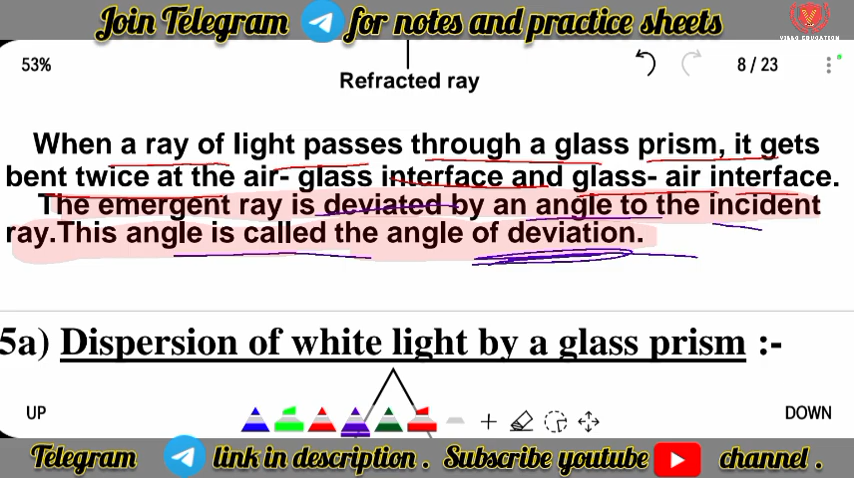 Join Telegram for notes and practice sheets
VIDDO EDUCATION
53%
8 / 23
Refracted ray
When a ray of light passes through a glass prism, it gets
bent twice at the air- glass interface and glass- air interface.
The emergent ray is deviated by an angle to the incident
ray.This angle is called the angle of deviation.
5a) Dispersion of white light by a glass prism :-
UP
DOWN
Telegram link in description . Subscribe youtube channel .